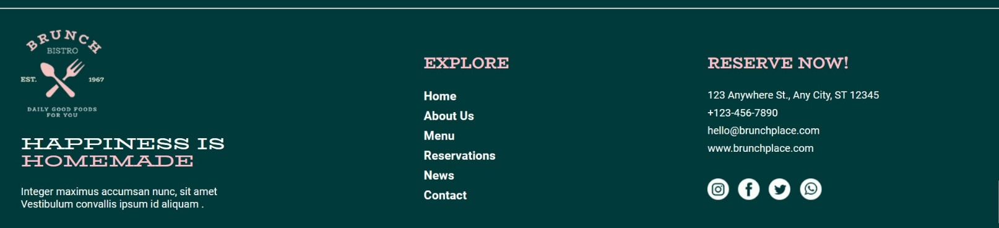 BRUNCH
BISTRO
EST. 1967
DAILY GOOD FOODS
FOR YOU
HAPPINESS IS
HOMEMADE
Integer maximus accumsan nunc, sit amet
Vestibulum convallis ipsum id aliquam .
EXPLORE
Home
About Us
Menu
Reservations
News
Contact
RESERVE NOW!
123 Anywhere St., Any City, ST 12345
+123-456-7890
hello@brunchplace.com
www.brunchplace.com